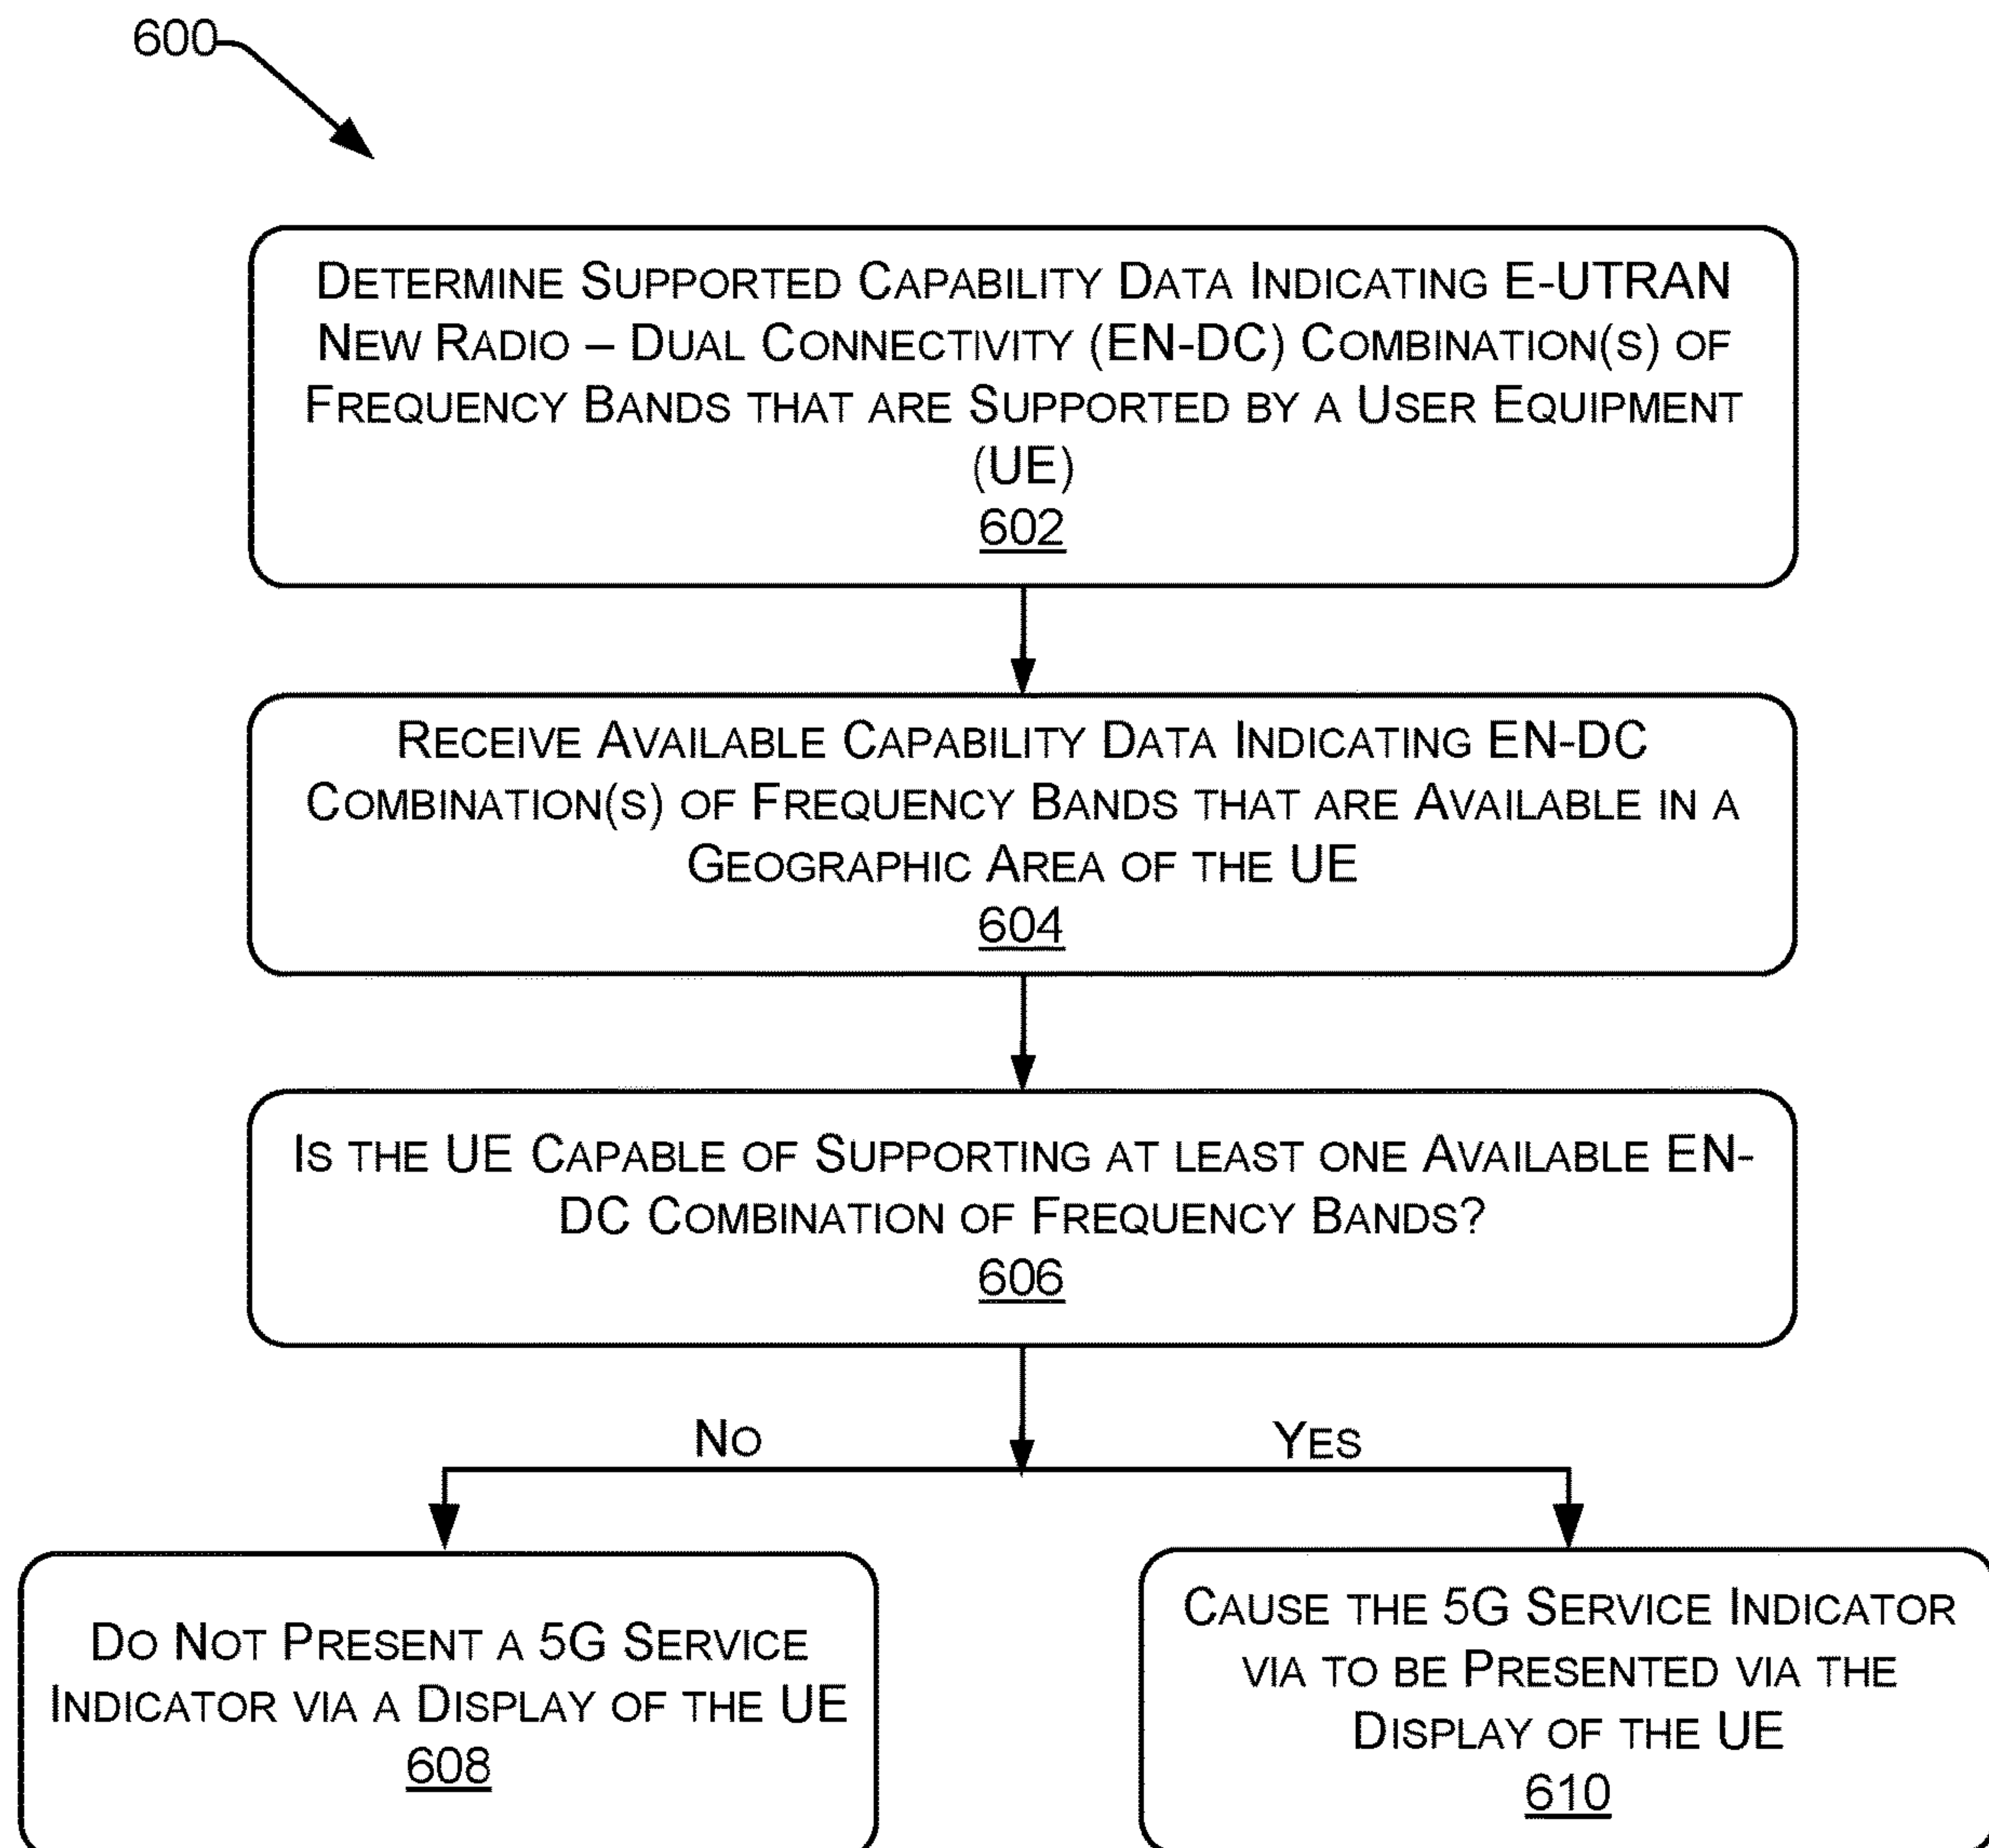 600
DETERMINE SUPPORTED CAPABILITY DATA INDICATING E-UTRAN
NEW RADIO – DUAL CONNECTIVITY (EN-DC) COMBINATION(S) OF
FREQUENCY BANDS THAT ARE SUPPORTED BY A USER EQUIPMENT
(UE)
602
RECEIVE AVAILABLE CAPABILITY DATA INDICATING EN-DC
COMBINATION(S) OF FREQUENCY BANDS THAT ARE AVAILABLE IN A
GEOGRAPHIC AREA OF THE UE
604
IS THE UE CAPABLE OF SUPPORTING AT LEAST ONE AVAILABLE EN-
DC COMBINATION OF FREQUENCY BANDS?
606
NO
YES
DO NOT PRESENT A 5G SERVICE
INDICATOR VIA A DISPLAY OF THE UE
608
CAUSE THE 5G SERVICE INDICATOR
VIA TO BE PRESENTED VIA THE
DISPLAY OF THE UE
610